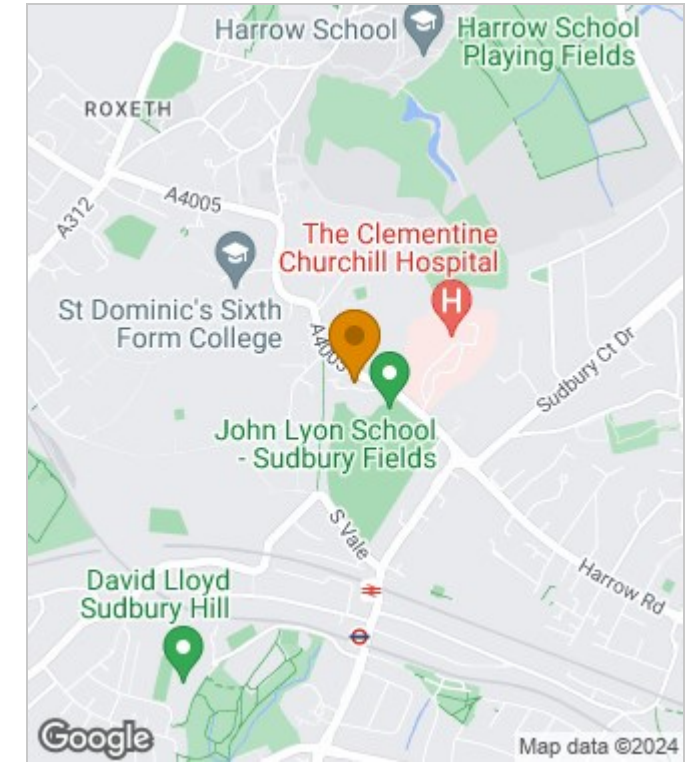 Harrow School
Harrow School
Playing Fields
ROXETH
A4005
A312
The Clementine
Churchill Hospital
H
St Dominic's Sixth
Form College
A4005
Sudbury Ct Dr
John Lyon School
- Sudbury Fields
S Vale
Harrow Rd
David Lloyd
Sudbury Hill
Google
Map data ©2024